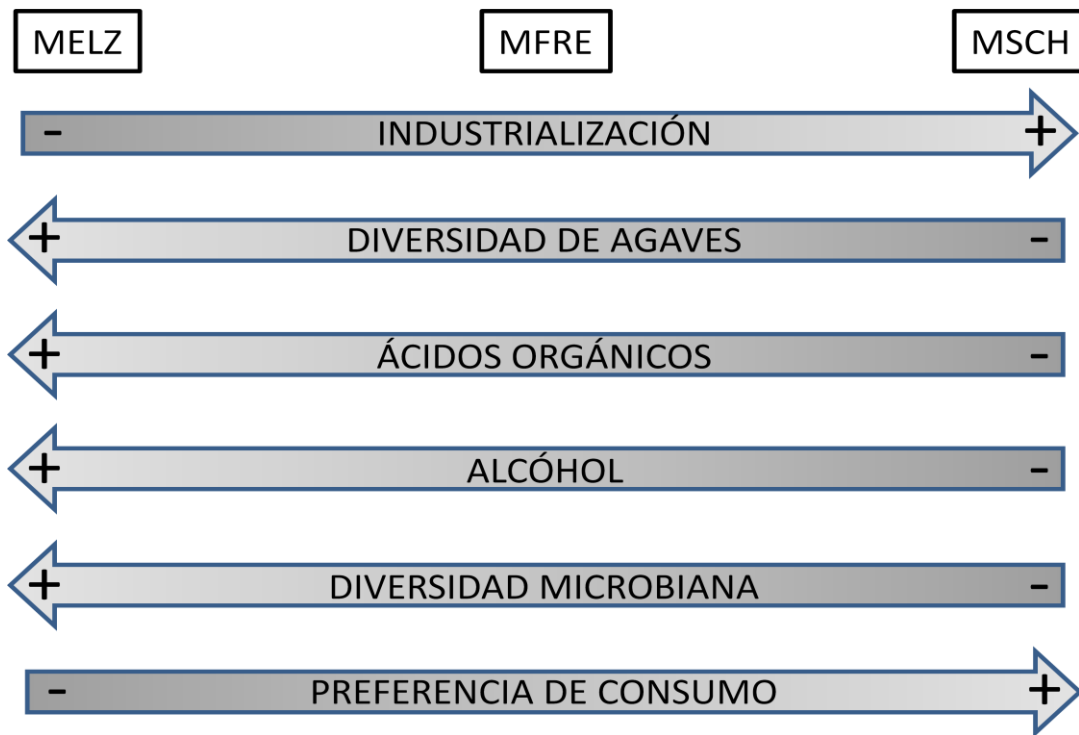 MELZ MFRE MSCH
- INDUSTRIALIZACIÓN +
+ DIVERSIDAD DE AGAVES -
+ ÁCIDOS ORGÁNICOS -
+ ALCÓHOL -
+ DIVERSIDAD MICROBIANA -
- PREFERENCIA DE CONSUMO +